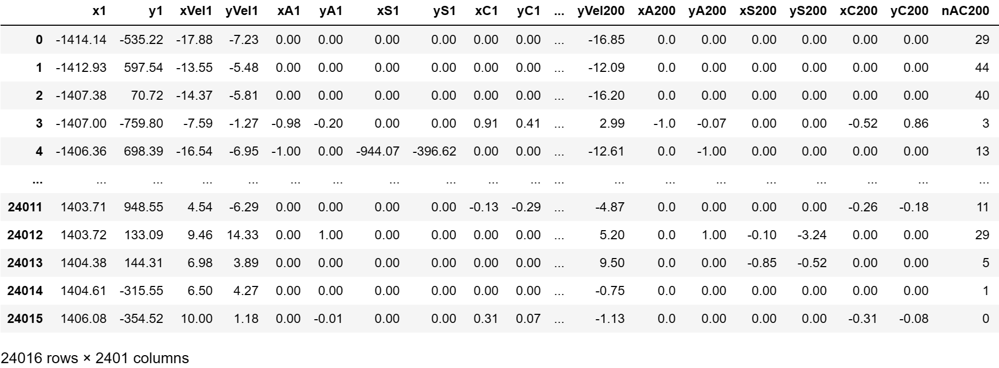 x1 y1 xVel1 yVel1 xA1 yA1 xS1 yS1 xC1 yC1 ... yVel200 xA200 yA200 xS200 yS200 xC200 yC200 nAC200
0 -1414.14 -535.22 -17.88 -7.23 0.00 0.00 0.00 0.00 0.00 0.00 ... -16.85 0.0 0.00 0.00 0.00 0.00 0.00 29
1 -1412.93 597.54 -13.55 -5.48 0.00 0.00 0.00 0.00 0.00 0.00 ... -12.09 0.0 0.00 0.00 0.00 0.00 0.00 44
2 -1407.38 70.72 -14.37 -5.81 0.00 0.00 0.00 0.00 0.00 0.00 ... -16.20 0.0 0.00 0.00 0.00 0.00 0.00 40
3 -1407.00 -759.80 -7.59 -1.27 -0.98 -0.20 0.00 0.00 0.91 0.41 ... 2.99 -1.0 -0.07 0.00 0.00 -0.52 0.86 3
4 -1406.36 698.39 -16.54 -6.95 -1.00 0.00 -944.07 -396.62 0.00 0.00 ... -12.61 0.0 -1.00 0.00 0.00 0.00 0.00 13
... ... ... ... ... ... ... ... ... ... ... ... ... ... ... ... ... ... ... ...
24011 1403.71 948.55 4.54 -6.29 0.00 0.00 0.00 0.00 -0.13 -0.29 ... -4.87 0.0 0.00 0.00 0.00 -0.26 -0.18 11
24012 1403.72 133.09 9.46 14.33 0.00 1.00 0.00 0.00 0.00 0.00 ... 5.20 0.0 1.00 -0.10 -3.24 0.00 0.00 29
24013 1404.38 144.31 6.98 3.89 0.00 0.00 0.00 0.00 0.00 0.00 ... 9.50 0.0 0.00 -0.85 -0.52 0.00 0.00 5
24014 1404.61 -315.55 6.50 4.27 0.00 0.00 0.00 0.00 0.00 0.00 ... -0.75 0.0 0.00 0.00 0.00 0.00 0.00 1
24015 1406.08 -354.52 10.00 1.18 0.00 -0.01 0.00 0.00 0.31 0.07 ... -1.13 0.0 0.00 0.00 0.00 -0.31 -0.08 0
24016 rows × 2401 columns